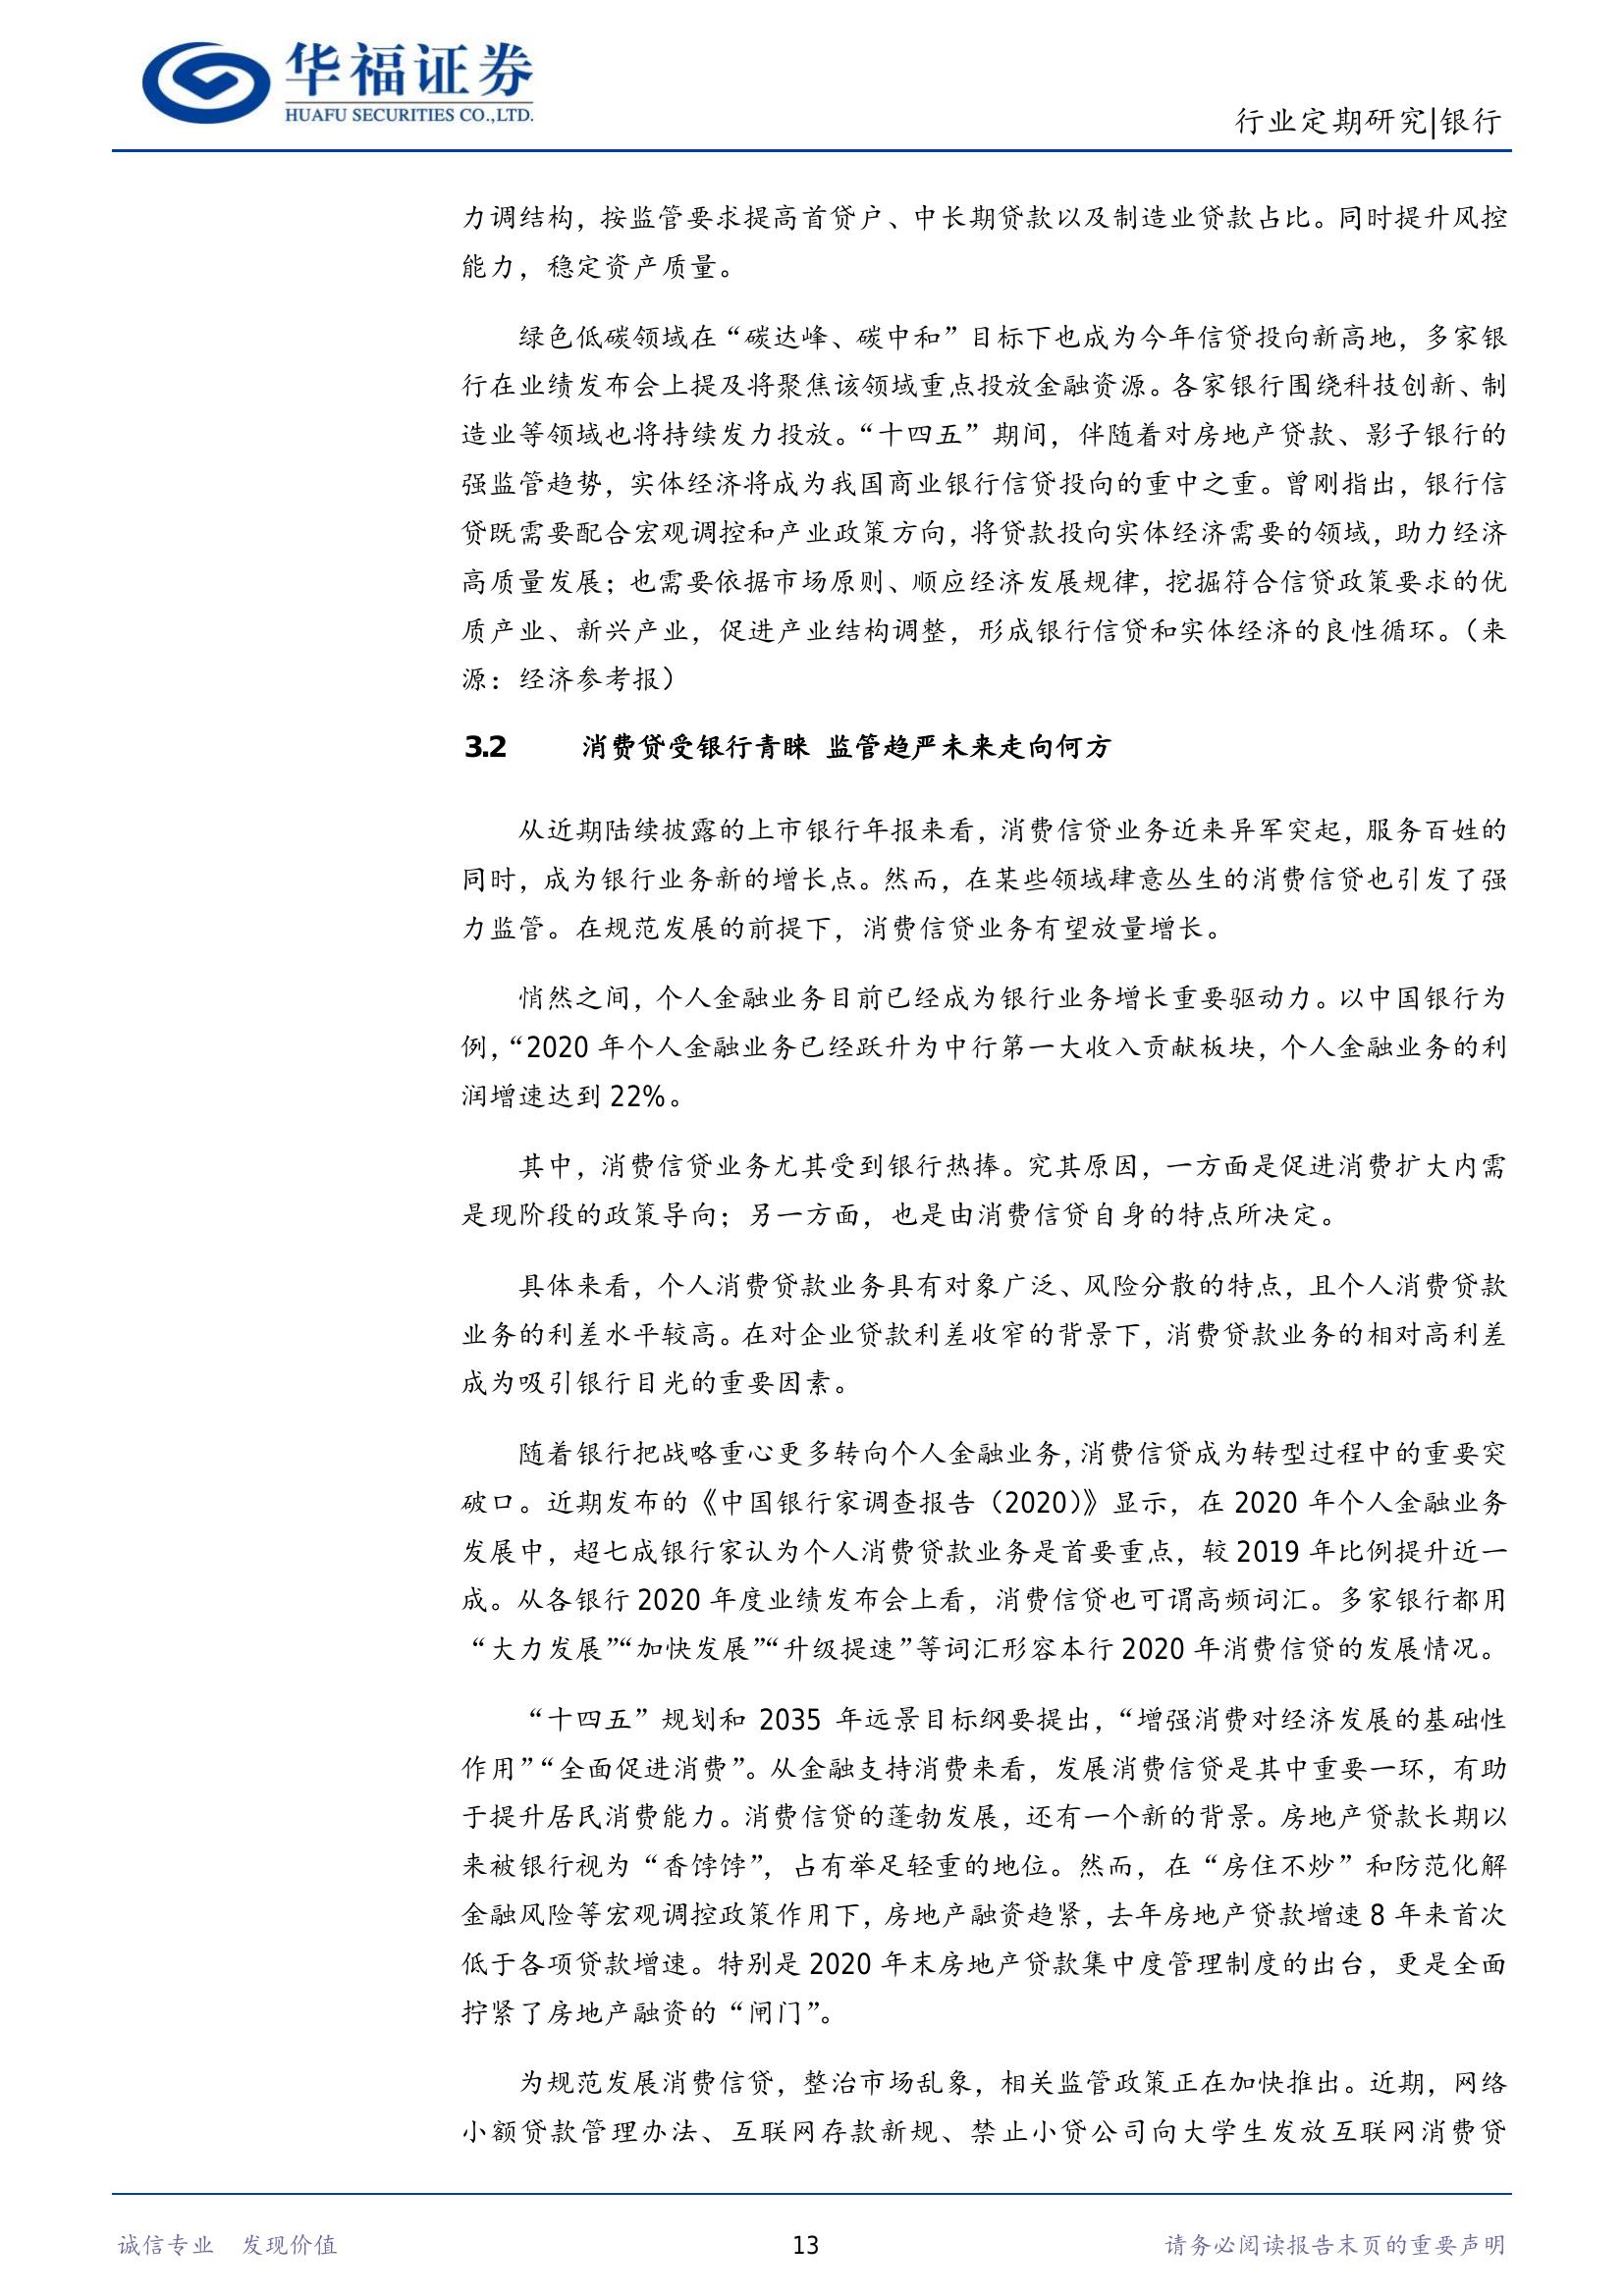 华福证券
HUAFU SECURITIES CO.,LTD.
行业定期研究|银行
力调结构，按监管要求提高首贷户、中长期贷款以及制造业贷款占比。同时提升风控
能力，稳定资产质量。
绿色低碳领域在“碳达峰、碳中和”目标下也成为今年信贷投向新高地，多家银
行在业绩发布会上提及将聚焦该领域重点投放金融资源。各家银行围绕科技创新、制
造业等领域也将持续发力投放。“十四五”期间，伴随着对房地产贷款、影子银行的
强监管趋势，实体经济将成为我国商业银行信贷投向的重中之重。曾刚指出，银行信
贷既需要配合宏观调控和产业政策方向，将贷款投向实体经济需要的领域，助力经济
高质量发展；也需要依据市场原则、顺应经济发展规律，挖掘符合信贷政策要求的优
质产业、新兴产业，促进产业结构调整，形成银行信贷和实体经济的良性循环。（来
源：经济参考报）
3.2 消费贷受银行青睐 监管趋严未来走向何方
从近期陆续披露的上市银行年报来看，消费信贷业务近来异军突起，服务百姓的
同时，成为银行业务新的增长点。然而，在某些领域肆意丛生的消费信贷也引发了强
力监管。在规范发展的前提下，消费信贷业务有望放量增长。
悄然之间，个人金融业务目前已经成为银行业务增长重要驱动力。以中国银行为
例，“2020 年个人金融业务已经跃升为中行第一大收入贡献板块，个人金融业务的利
润增速达到 22%。
其中，消费信贷业务尤其受到银行热捧。究其原因，一方面是促进消费扩大内需
是现阶段的政策导向；另一方面，也是由消费信贷自身的特点所决定。
具体来看，个人消费贷款业务具有对象广泛、风险分散的特点，且个人消费贷款
业务的利差水平较高。在对企业贷款利差收窄的背景下，消费贷款业务的相对高利差
成为吸引银行目光的重要因素。
随着银行把战略重心更多转向个人金融业务，消费信贷成为转型过程中的重要突
破口。近期发布的《中国银行家调查报告（2020）》显示，在 2020 年个人金融业务
发展中，超七成银行家认为个人消费贷款业务是首要重点，较 2019 年比例提升近一
成。从各银行 2020 年度业绩发布会上看，消费信贷也可谓高频词汇。多家银行都用
“大力发展”“加快发展”“升级提速”等词汇形容本行 2020 年消费信贷的发展情况。
“十四五”规划和 2035 年远景目标纲要提出，“增强消费对经济发展的基础性
作用”“全面促进消费”。从金融支持消费来看，发展消费信贷是其中重要一环，有助
于提升居民消费能力。消费信贷的蓬勃发展，还有一个新的背景。房地产贷款长期以
来被银行视为“香饽饽”，占有举足轻重的地位。然而，在“房住不炒”和防范化解
金融风险等宏观调控政策作用下，房地产融资趋紧，去年房地产贷款增速 8 年来首次
低于各项贷款增速。特别是 2020 年末房地产贷款集中度管理制度的出台，更是全面
拧紧了房地产融资的“闸门”。
为规范发展消费信贷，整治市场乱象，相关监管政策正在加快推出。近期，网络
小额贷款管理办法、互联网存款新规、禁止小贷公司向大学生发放互联网消费贷
诚信专业 发现价值
13
请务必阅读报告末页的重要声明